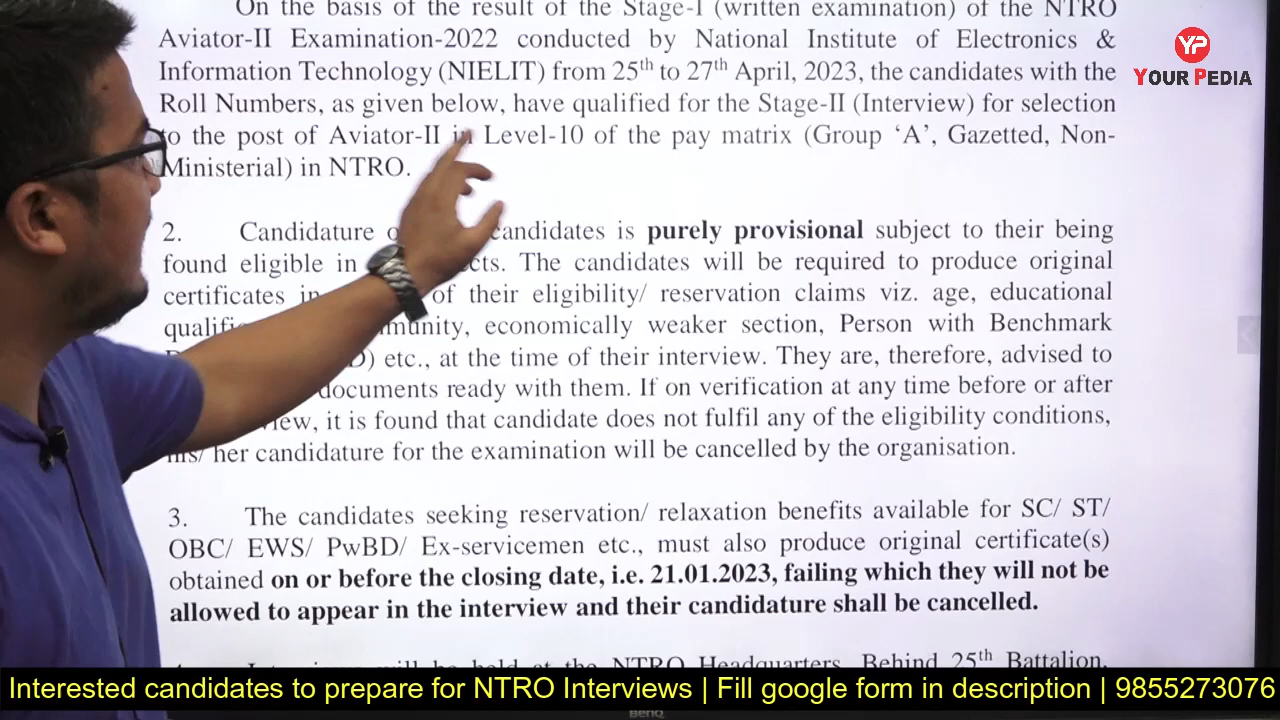 On the basis of the result of the Stage-I (written examination) of the NTRO
Aviator-II Examination-2022 conducted by National Institute of Electronics &
Information Technology (NIELIT) from 25th to 27th April, 2023, the candidates with the
Roll Numbers, as given below, have qualified for the Stage-II (Interview) for selection
to the post of Aviator-II in Level-10 of the pay matrix (Group ‘A’, Gazetted, Non-
Ministerial) in NTRO.
2. Candidature candidates is purely provisional subject to their being
found eligible in The candidates will be required to produce original
certificates of their eligibility/ reservation claims viz. age, educational
economically weaker section, Person with Benchmark
etc., at the time of their interview. They are, therefore, advised to
documents ready with them. If on verification at any time before or after
it is found that candidate does not fulfil any of the eligibility conditions,
his/ her candidature for the examination will be cancelled by the organisation.
3. The candidates seeking reservation/ relaxation benefits available for SC/ ST/
OBC/ EWS/ PwBD/ Ex-servicemen etc., must also produce original certificate(s)
obtained on or before the closing date, i.e. 21.01.2023, failing which they will not be
allowed to appear in the interview and their candidature shall be cancelled.
NTRO Headquarters, Behind 25th Battalion,
YP
YOUR PEDIA
Interested candidates to prepare for NTRO Interviews | Fill google form in description | 9855273076
BenQ